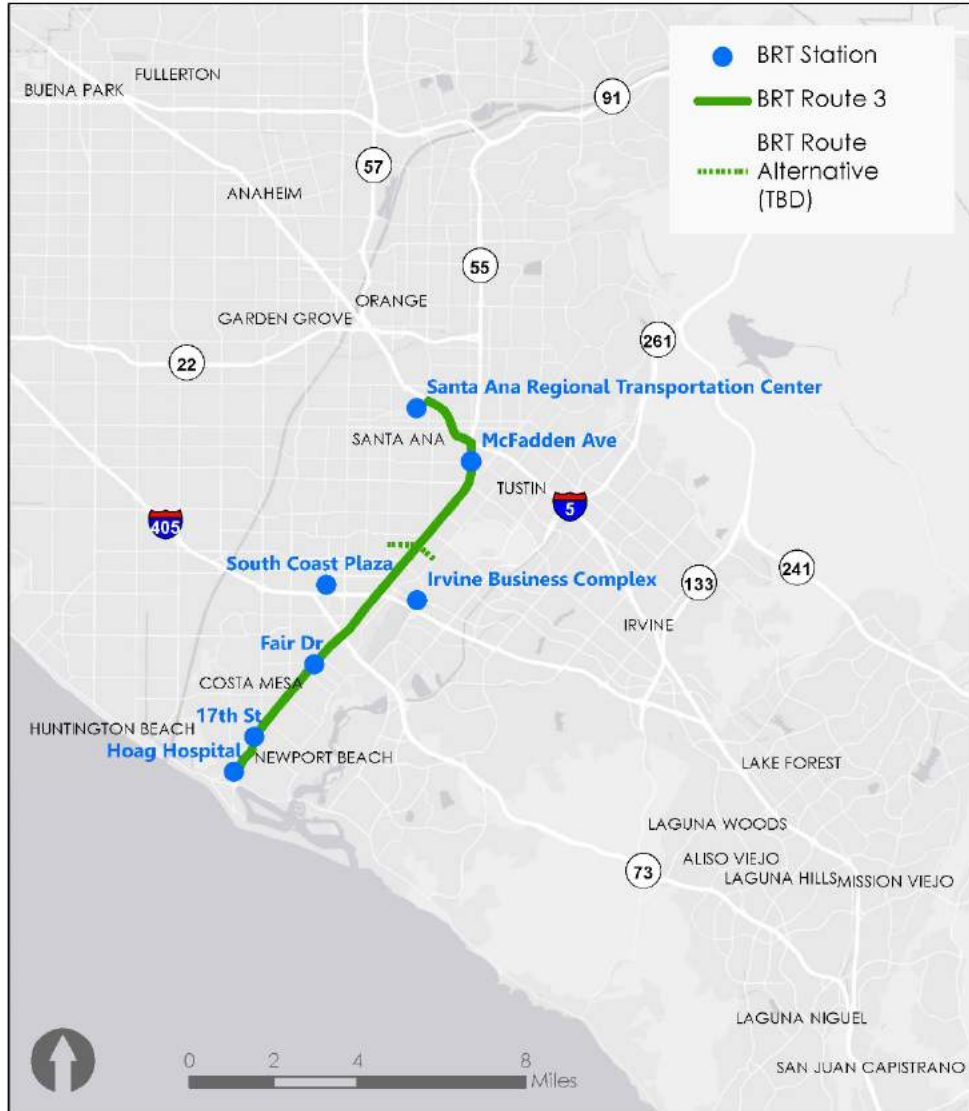 BRT Station
BRT Route 3
BRT Route
Alternative
(TBD)
FULLERTON
BUENA PARK
91
57
ANAHEIM
55
ORANGE
GARDEN GROVE
261
22
Santa Ana Regional Transportation Center
SANTA ANA
McFadden Ave
TUSTIN
5
405
South Coast Plaza
Irvine Business Complex
133
241
IRVINE
Fair Dr
COSTA MESA
17th St
HUNTINGTON BEACH
Hoag Hospital
NEWPORT BEACH
LAKE FOREST
LAGUNA WOODS
ALISO VIEJO
73
LAGUNA HILLS
MISSION VIEJO
LAGUNA NIGUEL
SAN JUAN CAPISTRANO
0 2 4 8
Miles